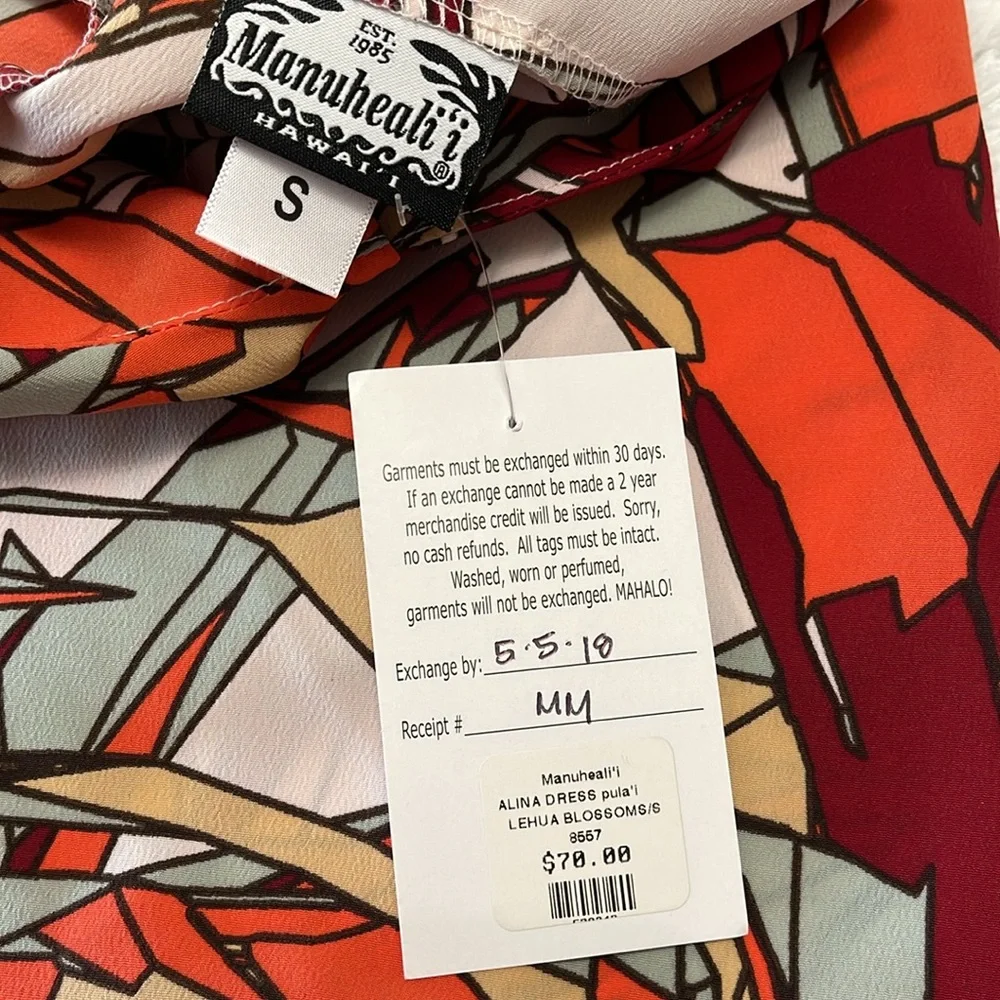 EST.
1985
Manuheali'i
HAWAI'I
S
Garments must be exchanged within 30 days.
If an exchange cannot be made a 2 year
merchandise credit will be issued. Sorry,
no cash refunds. All tags must be intact.
Washed, worn or perfumed,
garments will not be exchanged. MAHALO!
Exchange by: 5.5.18
Receipt # MM
Manuheali'i
ALINA DRESS pula'i
LEHUA BLOSSOMS/S
8557
$70.00